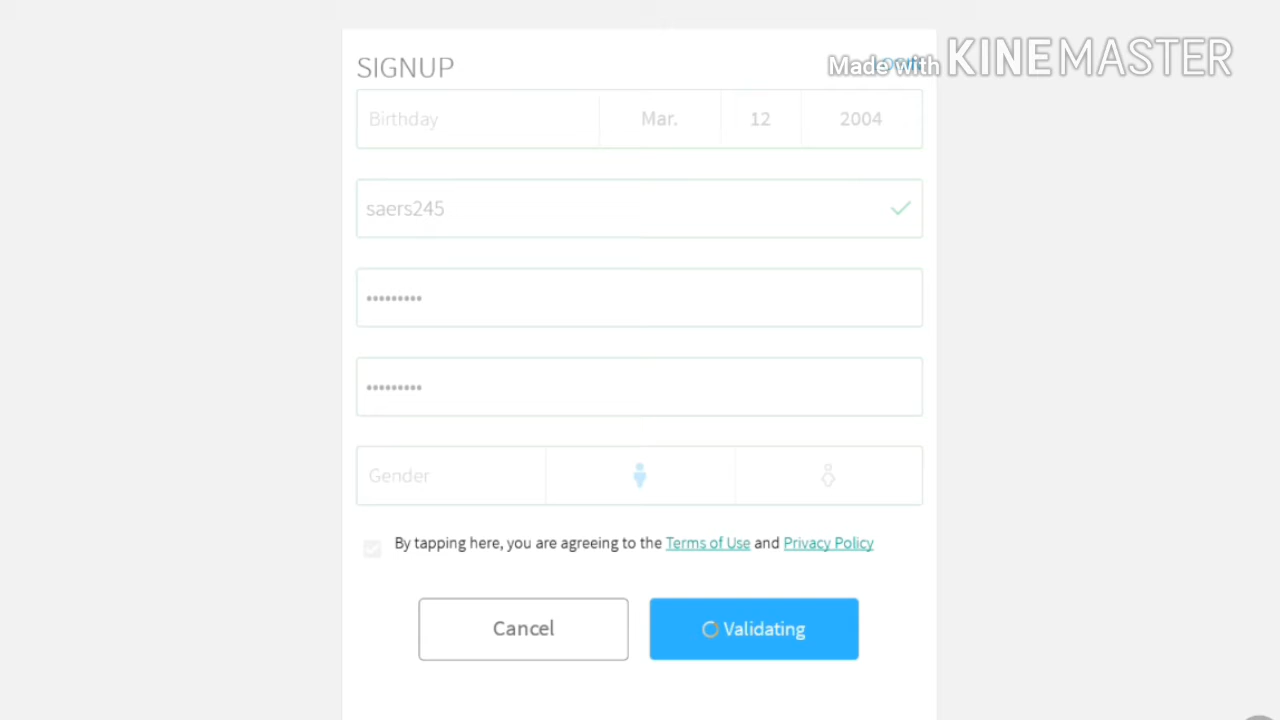 SIGNUP
Made with KINEMASTER
Birthday Mar. 12 2004
saers245
•••••••••
•••••••••
Gender
By tapping here, you are agreeing to the Terms of Use and Privacy Policy
Cancel Validating